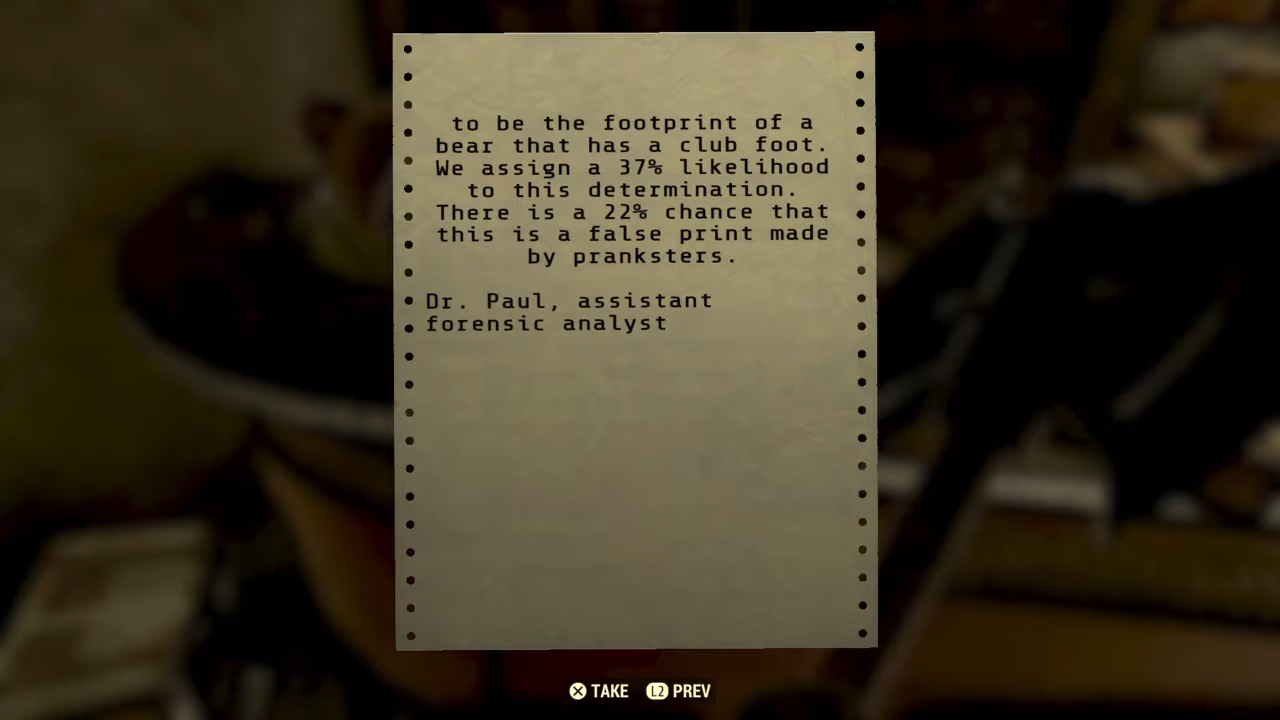 to be the footprint of a
bear that has a club foot.
We assign a 37% likelihood
to this determination.
There is a 22% chance that
this is a false print made
by pranksters.
Dr. Paul, assistant
forensic analyst
TAKE L2 PREV